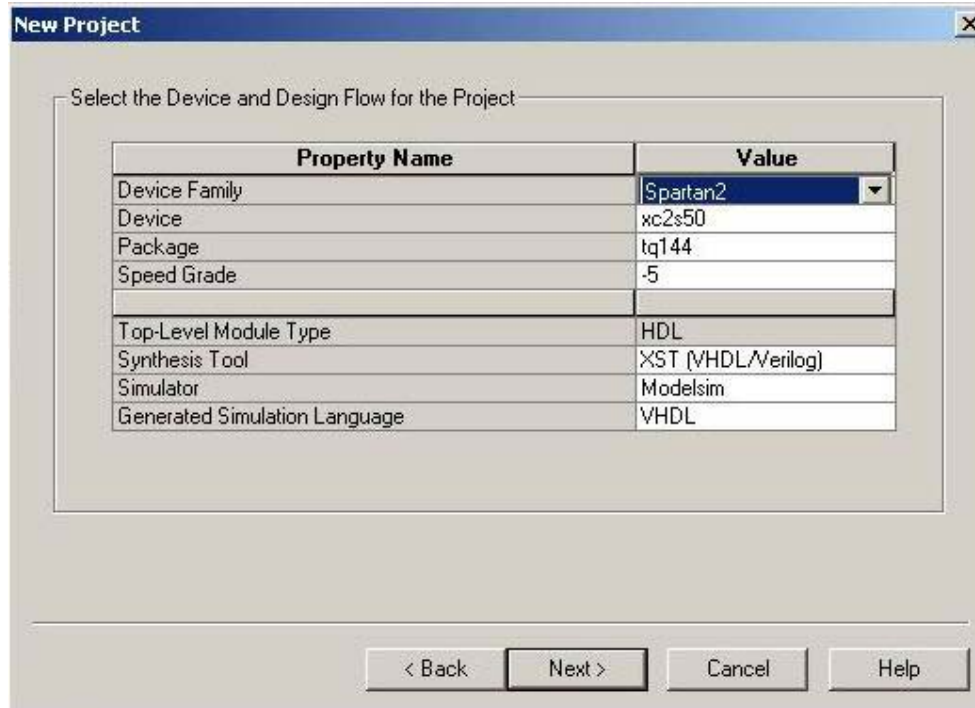 New Project
Select the Device and Design Flow for the Project
Property Name Value
Device Family Spartan2
Device xc2s50
Package tq144
Speed Grade -5
Top-Level Module Type HDL
Synthesis Tool XST (VHDL/Verilog)
Simulator Modelsim
Generated Simulation Language VHDL
< Back Next > Cancel Help